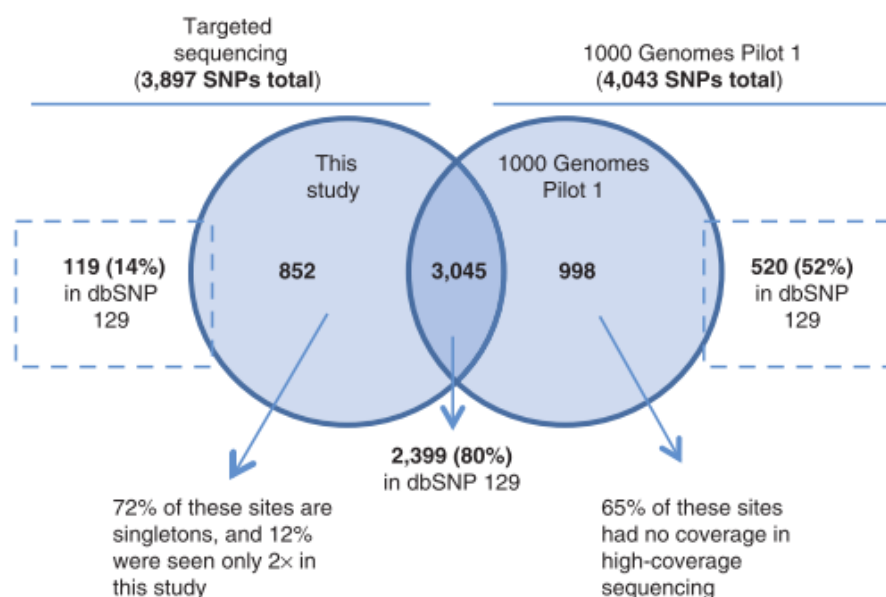 Targeted
sequencing
(3,897 SNPs total)
1000 Genomes Pilot 1
(4,043 SNPs total)
This
study
1000 Genomes
Pilot 1
119 (14%)
in dbSNP
129
852
3,045
998
520 (52%)
in dbSNP
129
2,399 (80%)
in dbSNP 129
72% of these sites are
singletons, and 12%
were seen only 2× in
this study
65% of these sites
had no coverage in
high-coverage
sequencing